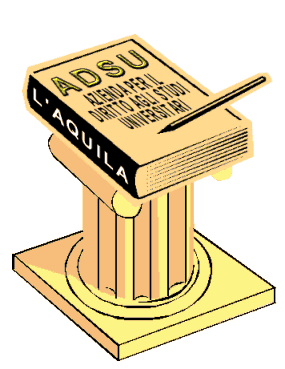 ADSU
AZIENDA PER IL
DIRITTO AGLI STUDI
UNIVERSITARI
L'AQUILA